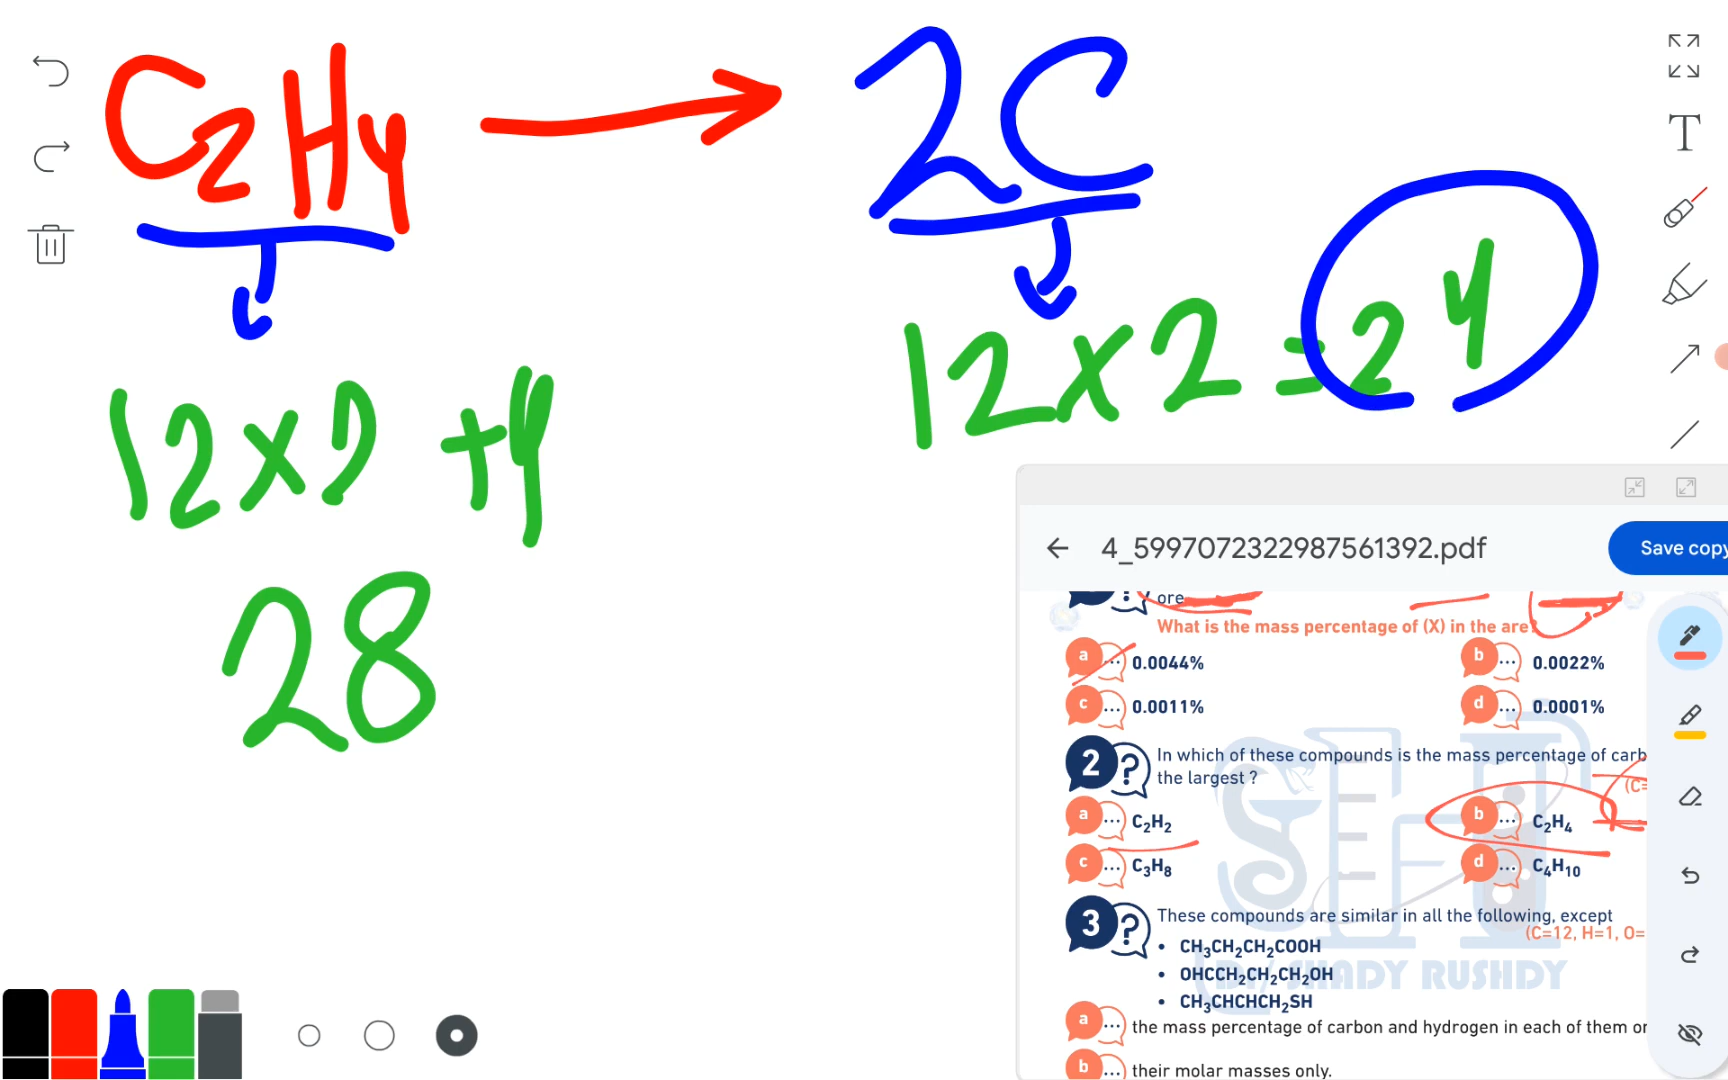 C2H4 → 2C
12x2=24
12x2 +4
28
T
4_5997072322987561392.pdf
Save copy
ore
What is the mass percentage of (X) in the are?
a ... 0.0044%
b ... 0.0022%
c ... 0.0011%
d ... 0.0001%
2 ? In which of these compounds is the mass percentage of carb
the largest ?
(C=
a ... C₂H₂
b ... C₂H₄
c ... C₃H₈
d ... C₄H₁₀
3 ? These compounds are similar in all the following, except
(C=12, H=1, O=
• CH₃CH₂CH₂COOH
• OHCCH₂CH₂CH₂OH
• CH₃CHCHCH₂SH
D/ SHADY RUSHDY
a ... the mass percentage of carbon and hydrogen in each of them or
b ... their molar masses only.